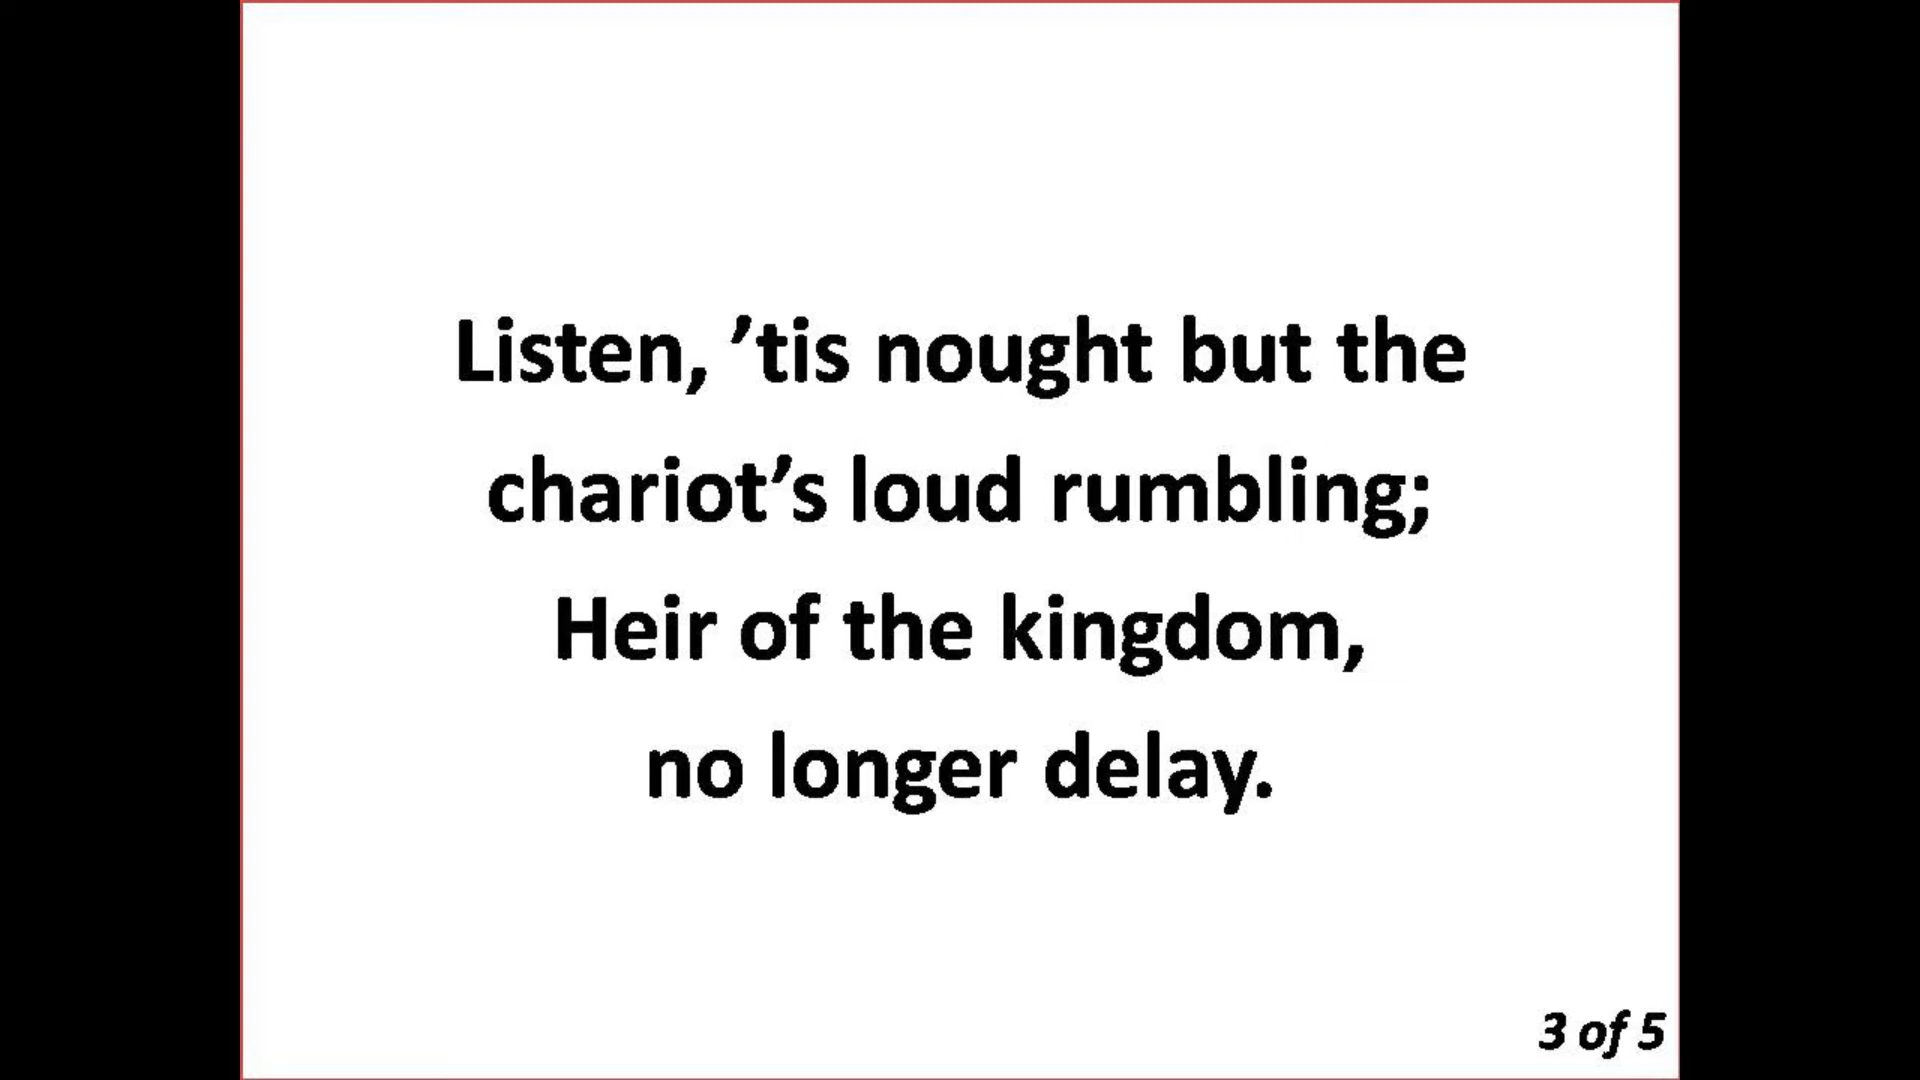 Listen, ’tis nought but the
chariot’s loud rumbling;
Heir of the kingdom,
no longer delay.
3 of 5